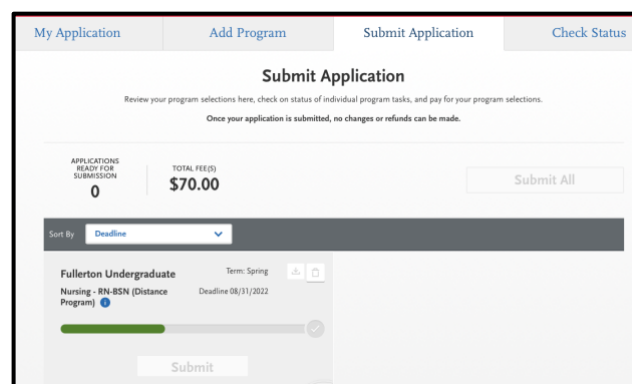 My Application
Add Program
Submit Application
Check Status
Submit Application
Review your program selections here, check on status of individual program tasks, and pay for your program selections.
Once your application is submitted, no changes or refunds can be made.
APPLICATIONS
READY FOR
SUBMISSION
0
TOTAL FEE(S)
$70.00
Submit All
Sort By
Deadline
Fullerton Undergraduate
Term: Spring
Nursing - RN-BSN (Distance
Program)
Deadline 08/31/2022
Submit